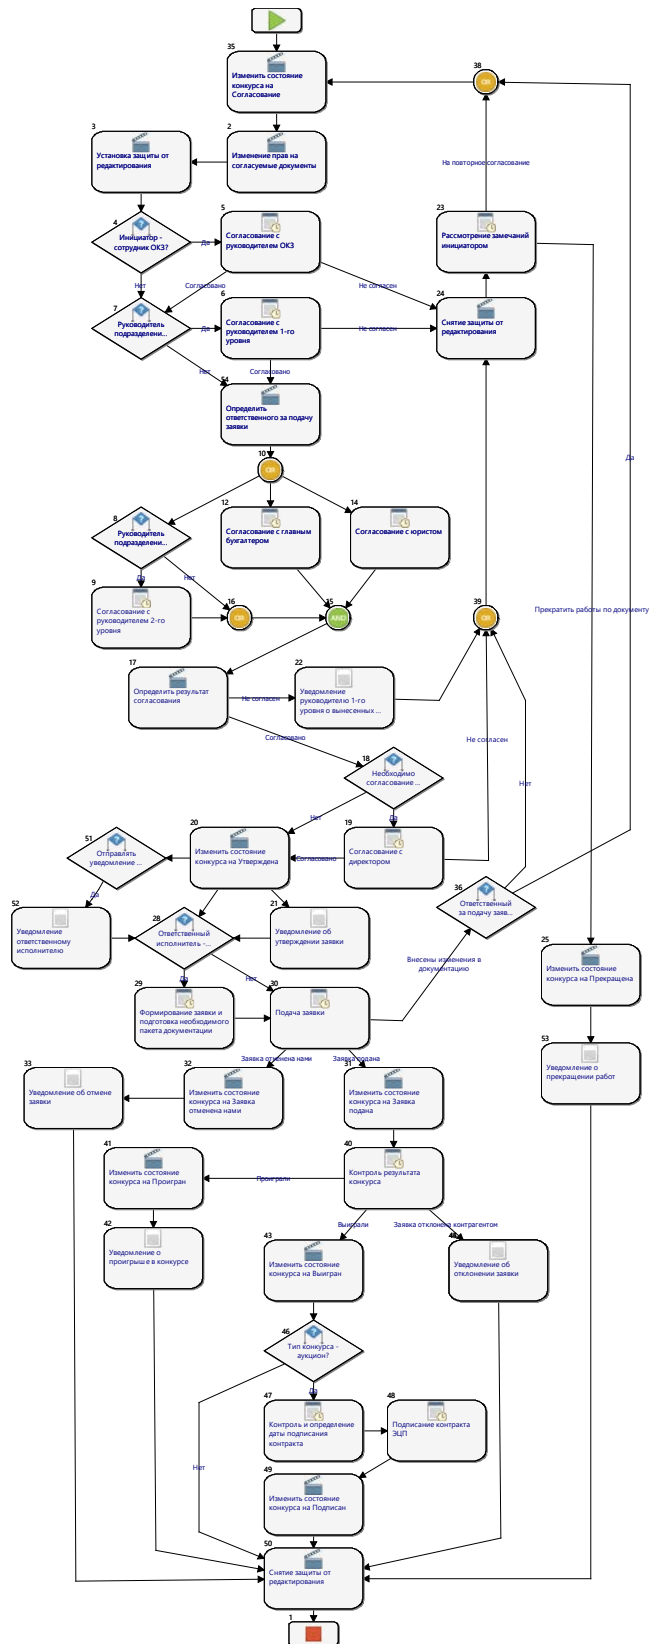 35
Изменить состояние
конкурса на
Согласование
38
OR
3
Установка защиты от
редактирования
2
Изменение прав на
согласуемые документы
На повторное согласование
4
Инициатор -
сотрудник ОКЗ?
Да
5
Согласование с
руководителем ОКЗ
23
Рассмотрение замечаний
инициатором
Нет
Согласовано
Не согласен
7
Руководитель
подразделени...
Да
6
Согласование с
руководителем 1-го
уровня
Не согласен
24
Снятие защиты от
редактирования
Нет
Согласовано
54
Определить
ответственного за подачу
заявки
10
OR
Да
8
Руководитель
подразделени...
12
Согласование с главным
бухгалтером
14
Согласование с юристом
Да
Нет
9
Согласование с
руководителем 2-го
уровня
16
OR
15
AND
39
OR
Прекратить работы по документу
17
Определить результат
согласования
Не согласен
22
Уведомление
руководителю 1-го
уровня о вынесенных ...
Согласовано
Не согласен
18
Необходимо
согласование ...
Нет
Да
Нет
51
Отправлять
уведомление ...
20
Изменить состояние
конкурса на Утверждена
Согласовано
19
Согласование с
директором
Да
36
Ответственный
за подачу заяв...
52
Уведомление
ответственному
исполнителю
28
Ответственный
исполнитель -...
21
Уведомление об
утверждении заявки
Внесены изменения в
документацию
25
Изменить состояние
конкурса на Прекращена
Да
Нет
29
Формирование заявки и
подготовка необходимого
пакета документации
30
Подача заявки
53
Уведомление о
прекращении работ
Заявка отменена нами
Заявка подана
33
Уведомление об отмене
заявки
32
Изменить состояние
конкурса на Заявка
отменена нами
31
Изменить состояние
конкурса на Заявка
подана
41
Изменить состояние
конкурса на Проигран
Проиграли
40
Контроль результата
конкурса
Выиграли
Заявка отклонена контрагентом
42
Уведомление о
проигрыше в конкурсе
43
Изменить состояние
конкурса на Выигран
Уведомление об
отклонении заявки
46
Тип конкурса -
аукцион?
Да
Нет
47
Контроль и определение
даты подписания
контракта
48
Подписание контракта
ЭЦП
49
Изменить состояние
конкурса на Подписан
50
Снятие защиты от
редактирования
1